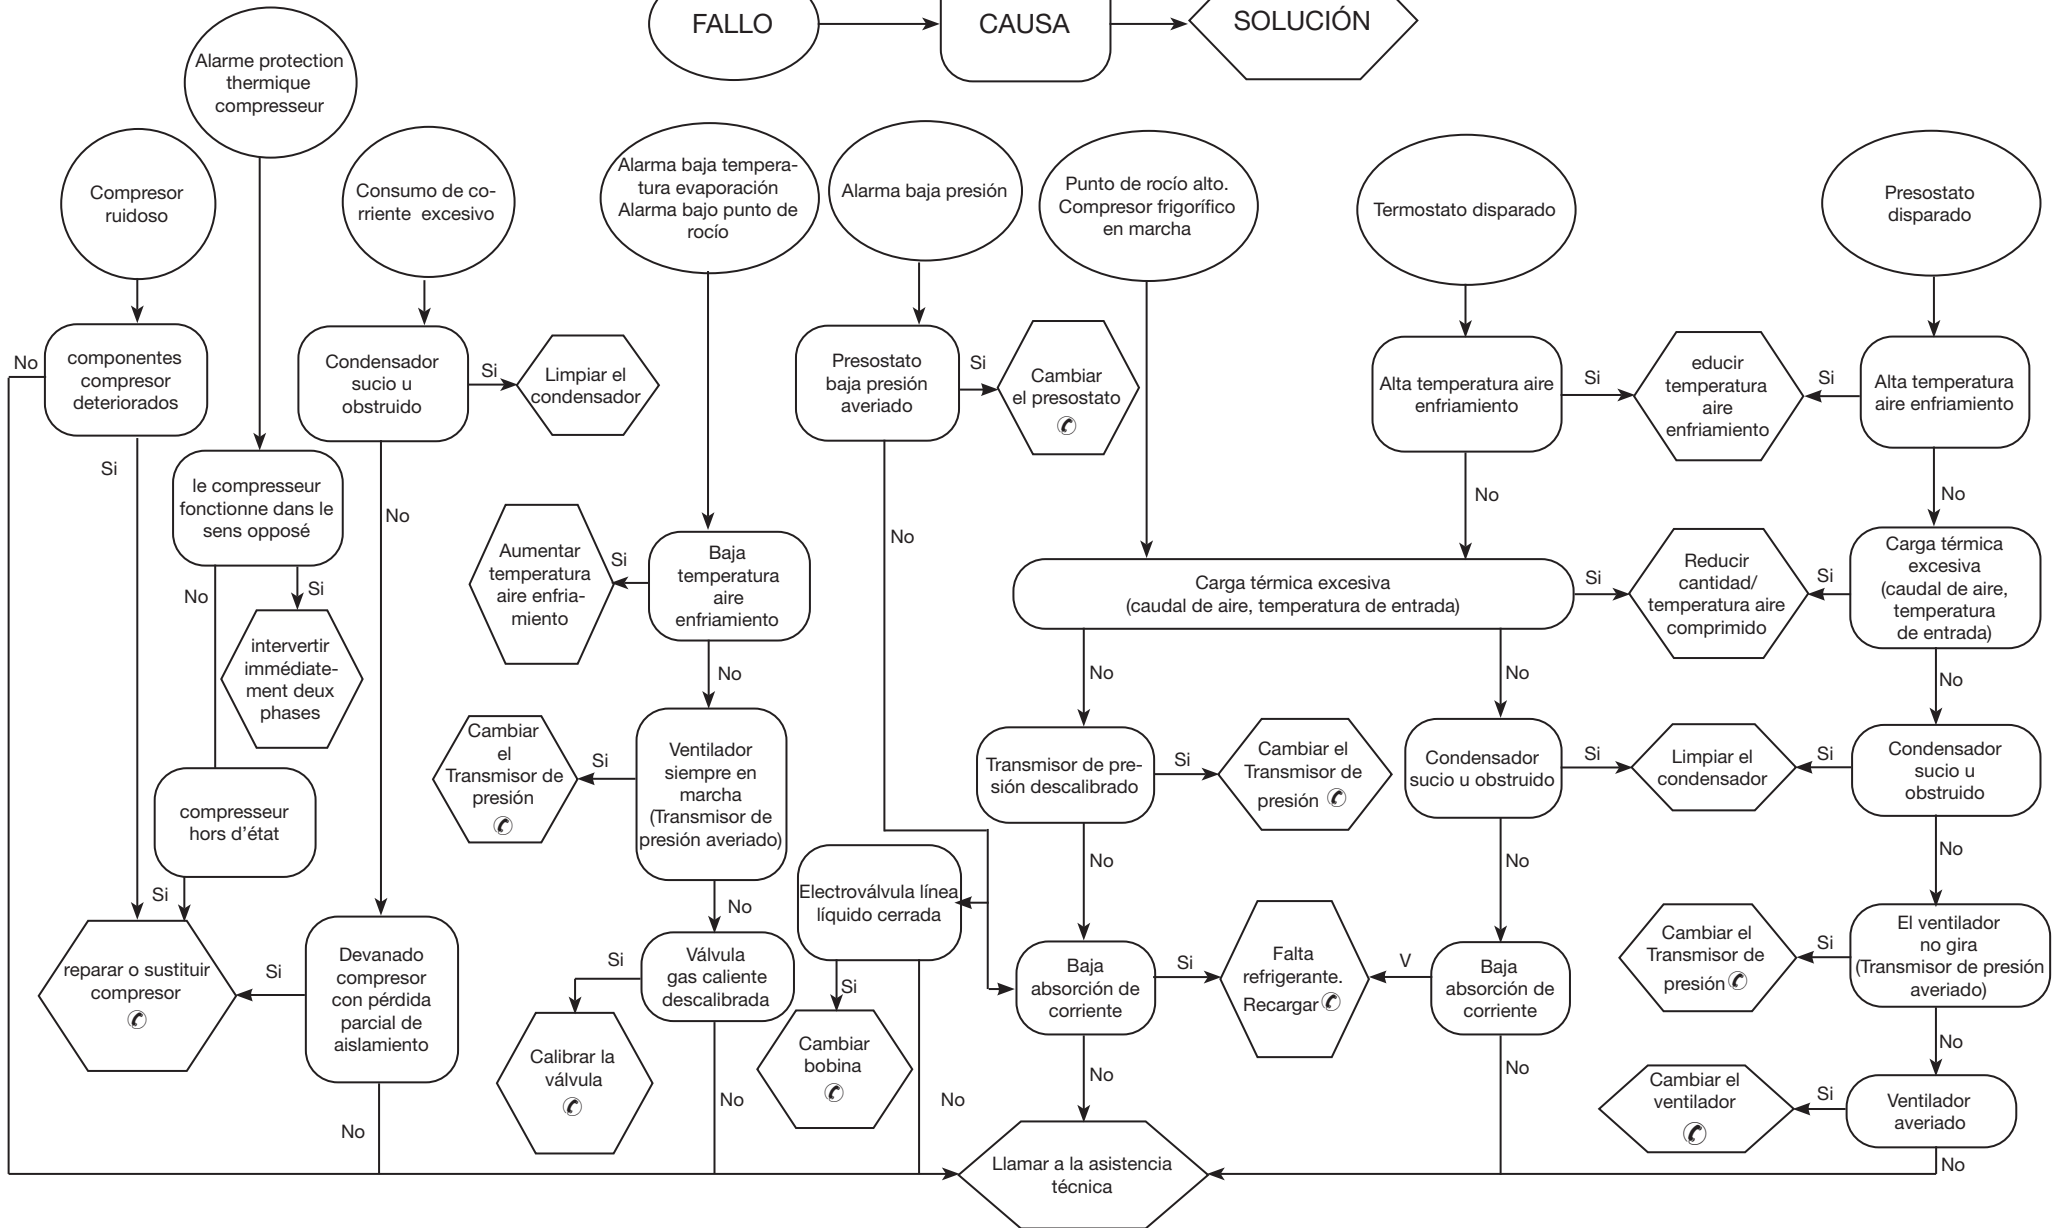 FALLO
CAUSA
SOLUCIÓN
Alarme protection
thermique
compresseur
Compresor
ruidoso
Consumo de co-
rriente excesivo
Alarma baja tempera-
tura evaporación
Alarma bajo punto de
rocío
Alarma baja presión
Punto de rocío alto.
Compresor frigorífico
en marcha
Termostato disparado
Presostato
disparado
No
componentes
compresor
deteriorados
Si
Condensador
sucio u
obstruido
Si
Limpiar el
condensador
Presostato
baja presión
averiado
Si
Cambiar
el presostato
Alta temperatura aire
enfriamiento
Si
educir
temperatura
aire
enfriamiento
Si
Alta temperatura
aire enfriamiento
le compresseur
fonctionne dans le
sens opposé
No
Si
No
intervertir
immédiate-
ment deux
phases
Aumentar
temperatura
aire enfria-
miento
Si
Baja
temperatura
aire
enfriamiento
No
No
No
No
Carga térmica excesiva
(caudal de aire, temperatura de entrada)
Si
Reducir
cantidad/
temperatura aire
comprimido
Si
Carga térmica
excesiva
(caudal de aire,
temperatura
de entrada)
No
No
No
compresseur
hors d'état
Si
Cambiar
el
Transmisor de
presión
Si
Ventilador
siempre en
marcha
(Transmisor de
presión averiado)
No
Transmisor de pre-
sión descalibrado
Si
Cambiar el
Transmisor de
presión
Condensador
sucio u obstruido
Si
Limpiar el
condensador
Si
Condensador
sucio u
obstruido
No
No
No
Electroválvula línea
líquido cerrada
Si
No
reparar o sustituir
compresor
Si
Devanado
compresor
con pérdida
parcial de
aislamiento
No
Si
Válvula
gas caliente
descalibrada
No
Calibrar la
válvula
Cambiar
bobina
Baja
absorción de
corriente
Si
Falta
refrigerante.
Recargar
V
Baja
absorción de
corriente
No
No
Cambiar el
Transmisor de
presión
Si
El ventilador
no gira
(Transmisor de presión
averiado)
No
Cambiar el
ventilador
Si
Ventilador
averiado
No
Llamar a la asistencia
técnica